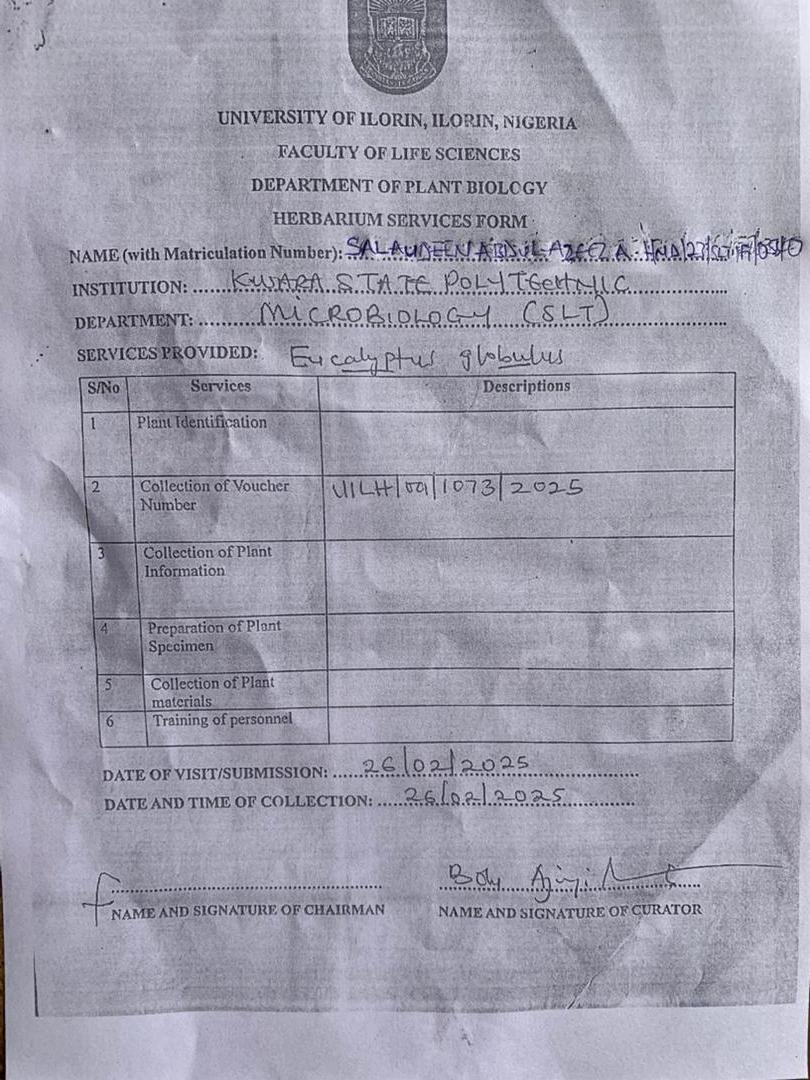 UNIVERSITY OF ILORIN, ILORIN, NIGERIA
FACULTY OF LIFE SCIENCES
DEPARTMENT OF PLANT BIOLOGY
HERBARIUM SERVICES FORM
NAME (with Matriculation Number): SALAUDEEN ABDULAZEEZ A.
INSTITUTION: KWARA STATE POLYTECHNIC
DEPARTMENT: MICROBIOLOGY (SLT)
SERVICES PROVIDED: Eucalyptus globulus
S/No Services Descriptions
1 Plant Identification
2 Collection of Voucher UILH/001/1073/2025
Number
3 Collection of Plant
Information
4 Preparation of Plant
Specimen
5 Collection of Plant
materials
6 Training of personnel
DATE OF VISIT/SUBMISSION: 26/02/2025
DATE AND TIME OF COLLECTION: 26/02/2025
NAME AND SIGNATURE OF CHAIRMAN NAME AND SIGNATURE OF CURATOR